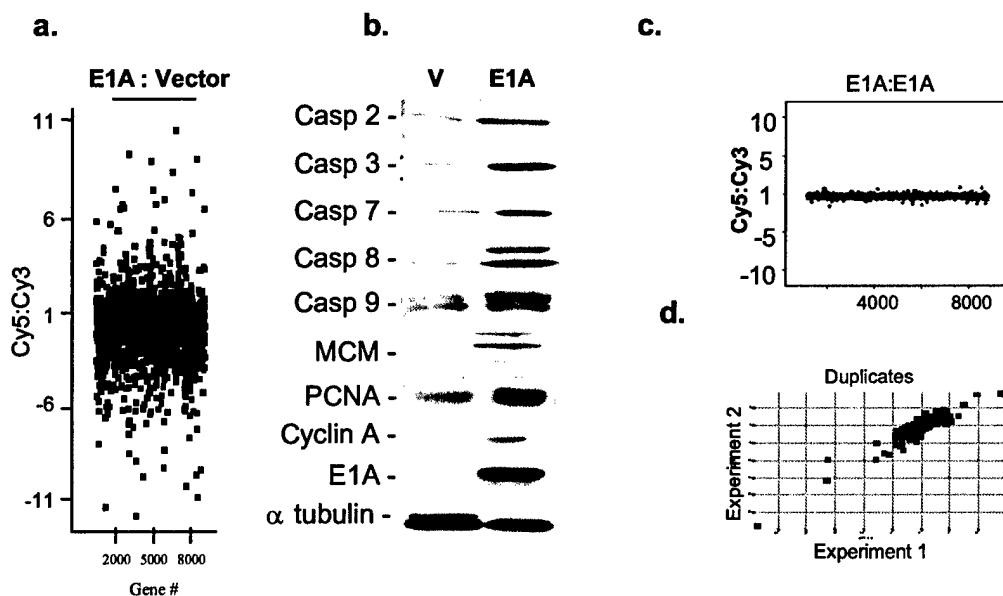 a.
E1A : Vector
11
6
1
-6
-11
Cy5:Cy3
2000 5000 8000
Gene #
b.
V E1A
Casp 2 -
Casp 3 -
Casp 7 -
Casp 8 -
Casp 9 -
MCM -
PCNA -
Cyclin A -
E1A -
α tubulin -
c.
E1A:E1A
10
5
1
-5
-10
Cy5:Cy3
4000 8000
d.
Duplicates
Experiment 2
Experiment 1